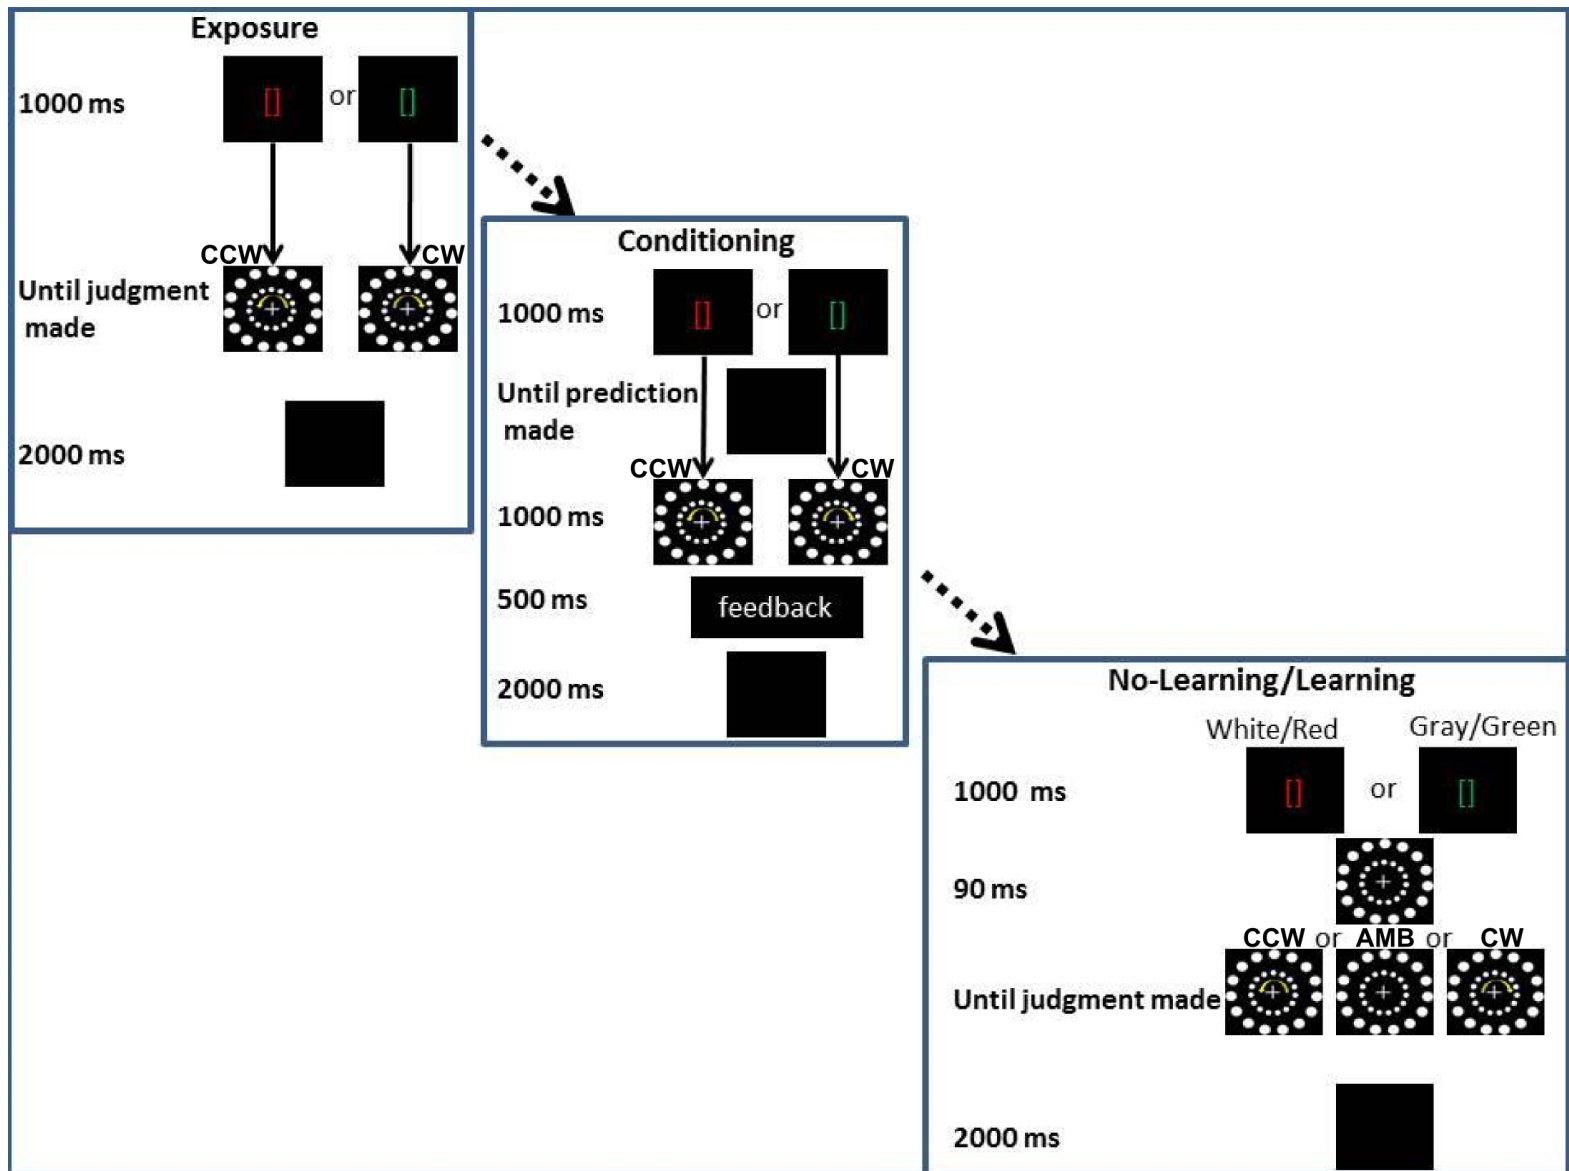 Exposure
1000 ms
[] or []
CCW CW
Until judgment
made
2000 ms
Conditioning
1000 ms
[] or []
Until prediction
made
CCW CW
1000 ms
500 ms
feedback
2000 ms
No-Learning/Learning
White/Red Gray/Green
1000 ms
[] or []
90 ms
CCW or AMB or CW
Until judgment made
2000 ms